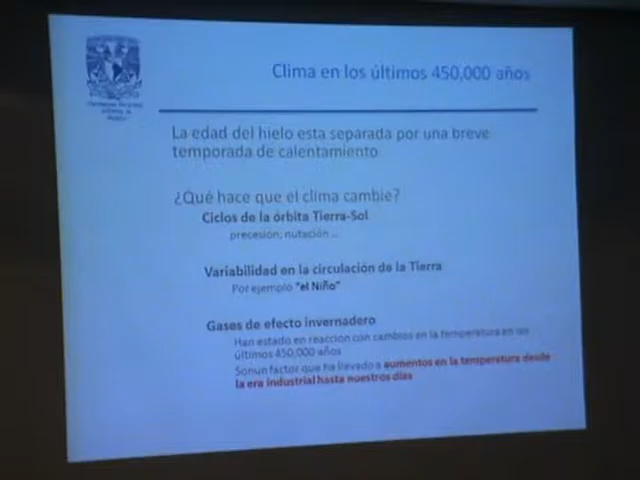 Clima en los últimos 450,000 años
La edad del hielo esta separada por una breve
temporada de calentamiento
¿Qué hace que el clima cambie?
Ciclos de la órbita Tierra-Sol
precesión, nutación ...
Variabilidad en la circulación de la Tierra
Por ejemplo "el Niño"
Gases de efecto invernadero
Han estado en reacción con cambios en la temperatura en los
últimos 450,000 años
Son un factor que ha llevado a aumentos en la temperatura desde
la era industrial hasta nuestros días